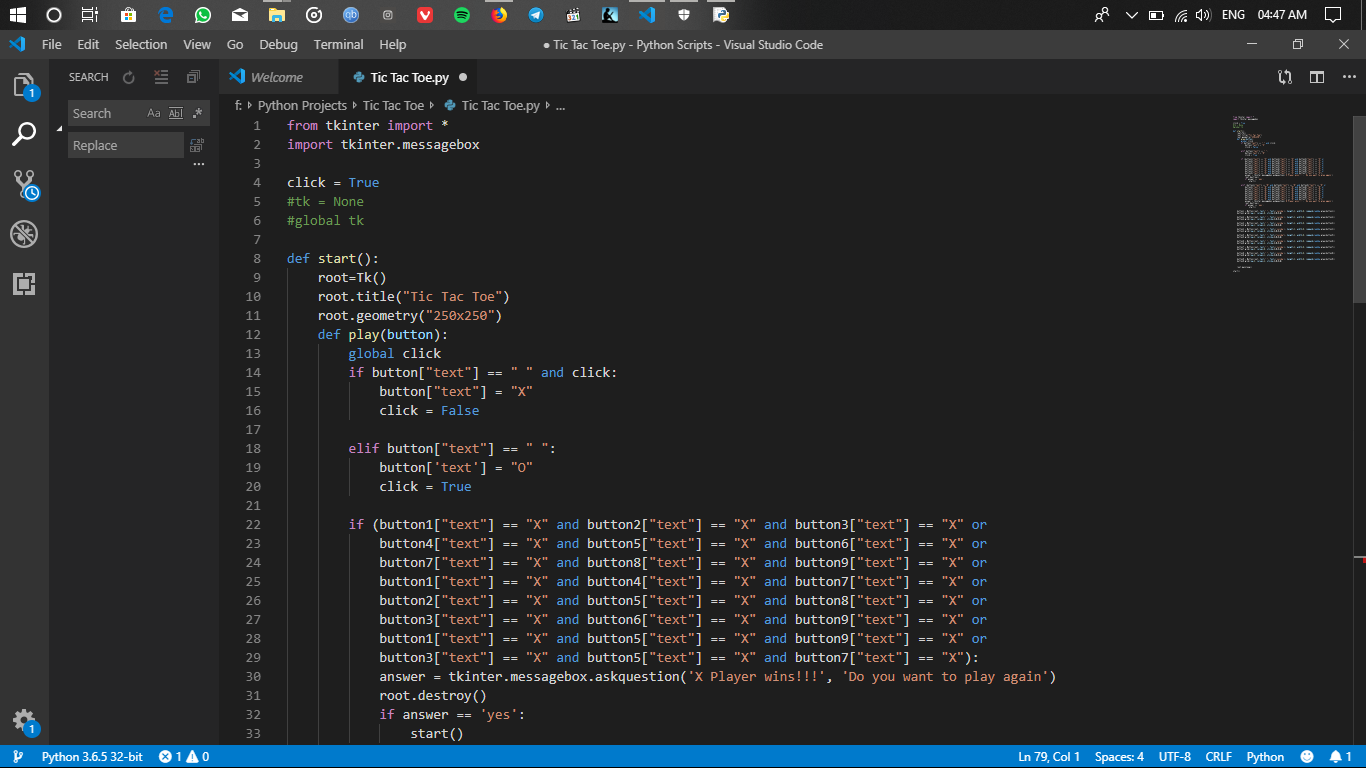 ENG 04:47 AM
File Edit Selection View Go Debug Terminal Help ● Tic Tac Toe.py - Python Scripts - Visual Studio Code
SEARCH Welcome Tic Tac Toe.py ●
Search Aa Abl .*
Replace
1
1
1
f: Python Projects Tic Tac Toe Tic Tac Toe.py ...
1 from tkinter import *
2 import tkinter.messagebox
3
4 click = True
5 #tk = None
6 #global tk
7
8 def start():
9 root=Tk()
10 root.title("Tic Tac Toe")
11 root.geometry("250x250")
12 def play(button):
13 global click
14 if button["text"] == " " and click:
15 button["text"] = "X"
16 click = False
17
18 elif button["text"] == " ":
19 button['text'] = "O"
20 click = True
21
22 if (button1["text"] == "X" and button2["text"] == "X" and button3["text"] == "X" or
23 button4["text"] == "X" and button5["text"] == "X" and button6["text"] == "X" or
24 button7["text"] == "X" and button8["text"] == "X" and button9["text"] == "X" or
25 button1["text"] == "X" and button4["text"] == "X" and button7["text"] == "X" or
26 button2["text"] == "X" and button5["text"] == "X" and button8["text"] == "X" or
27 button3["text"] == "X" and button6["text"] == "X" and button9["text"] == "X" or
28 button1["text"] == "X" and button5["text"] == "X" and button9["text"] == "X" or
29 button3["text"] == "X" and button5["text"] == "X" and button7["text"] == "X"):
30 answer = tkinter.messagebox.askquestion('X Player wins!!!', 'Do you want to play again')
31 root.destroy()
32 if answer == 'yes':
33 start()
Python 3.6.5 32-bit 1 0 Ln 79, Col 1 Spaces: 4 UTF-8 CRLF Python 1